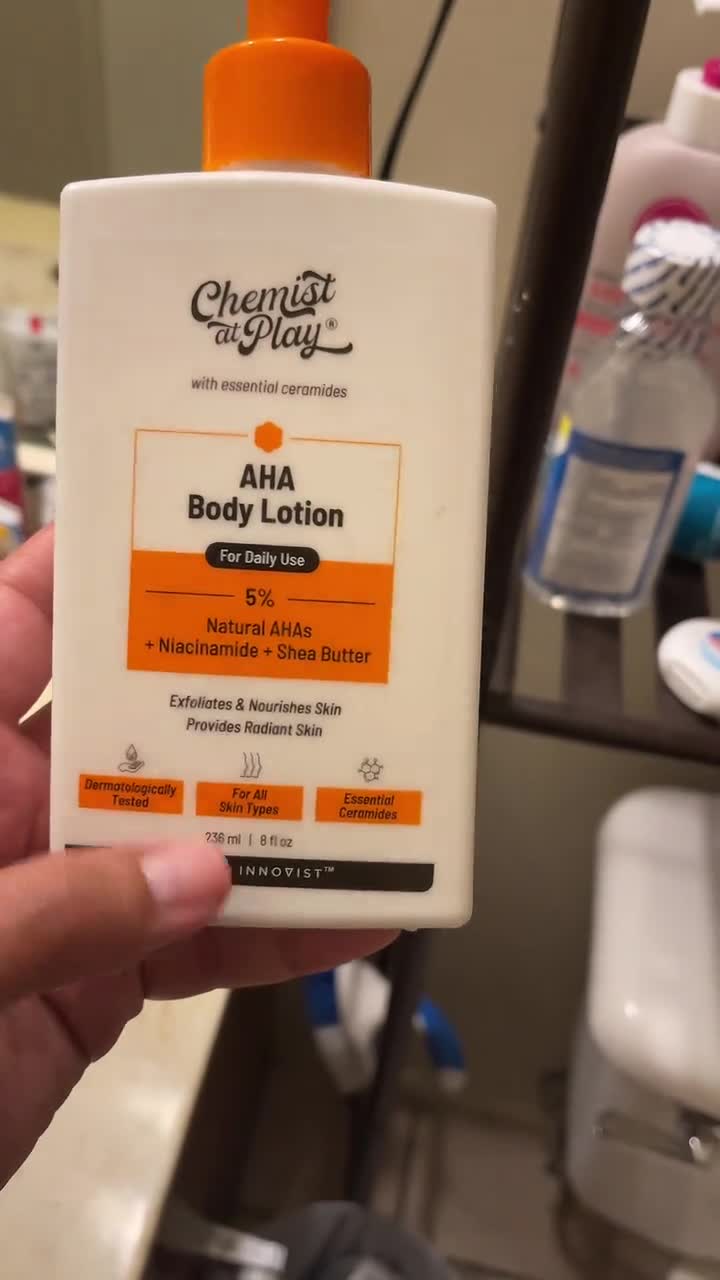 Chemist
at Play®
with essential ceramides
AHA
Body Lotion
For Daily Use
5%
Natural AHAs
+ Niacinamide + Shea Butter
Exfoliates & Nourishes Skin
Provides Radiant Skin
Dermatologically
Tested
For All
Skin Types
Essential
Ceramides
236 ml | 8 fl oz
INNOVIST™